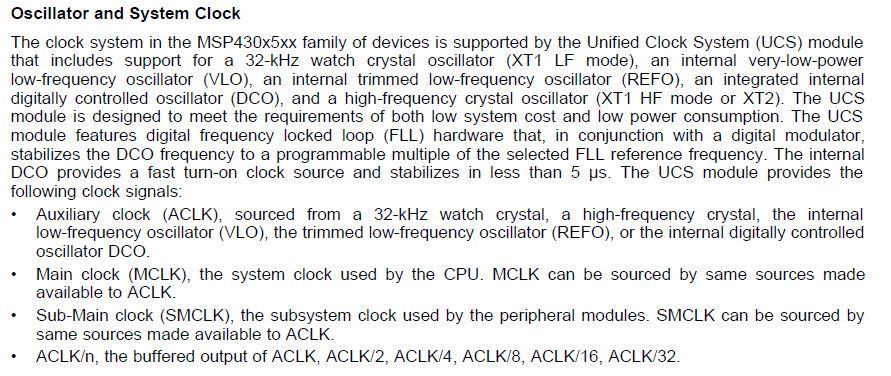 Oscillator and System Clock
The clock system in the MSP430x5xx family of devices is supported by the Unified Clock System (UCS) module
that includes support for a 32-kHz watch crystal oscillator (XT1 LF mode), an internal very-low-power
low-frequency oscillator (VLO), an internal trimmed low-frequency oscillator (REFO), an integrated internal
digitally controlled oscillator (DCO), and a high-frequency crystal oscillator (XT1 HF mode or XT2). The UCS
module is designed to meet the requirements of both low system cost and low power consumption. The UCS
module features digital frequency locked loop (FLL) hardware that, in conjunction with a digital modulator,
stabilizes the DCO frequency to a programmable multiple of the selected FLL reference frequency. The internal
DCO provides a fast turn-on clock source and stabilizes in less than 5 µs. The UCS module provides the
following clock signals:
• Auxiliary clock (ACLK), sourced from a 32-kHz watch crystal, a high-frequency crystal, the internal
low-frequency oscillator (VLO), the trimmed low-frequency oscillator (REFO), or the internal digitally controlled
oscillator DCO.
• Main clock (MCLK), the system clock used by the CPU. MCLK can be sourced by same sources made
available to ACLK.
• Sub-Main clock (SMCLK), the subsystem clock used by the peripheral modules. SMCLK can be sourced by
same sources made available to ACLK.
• ACLK/n, the buffered output of ACLK, ACLK/2, ACLK/4, ACLK/8, ACLK/16, ACLK/32.